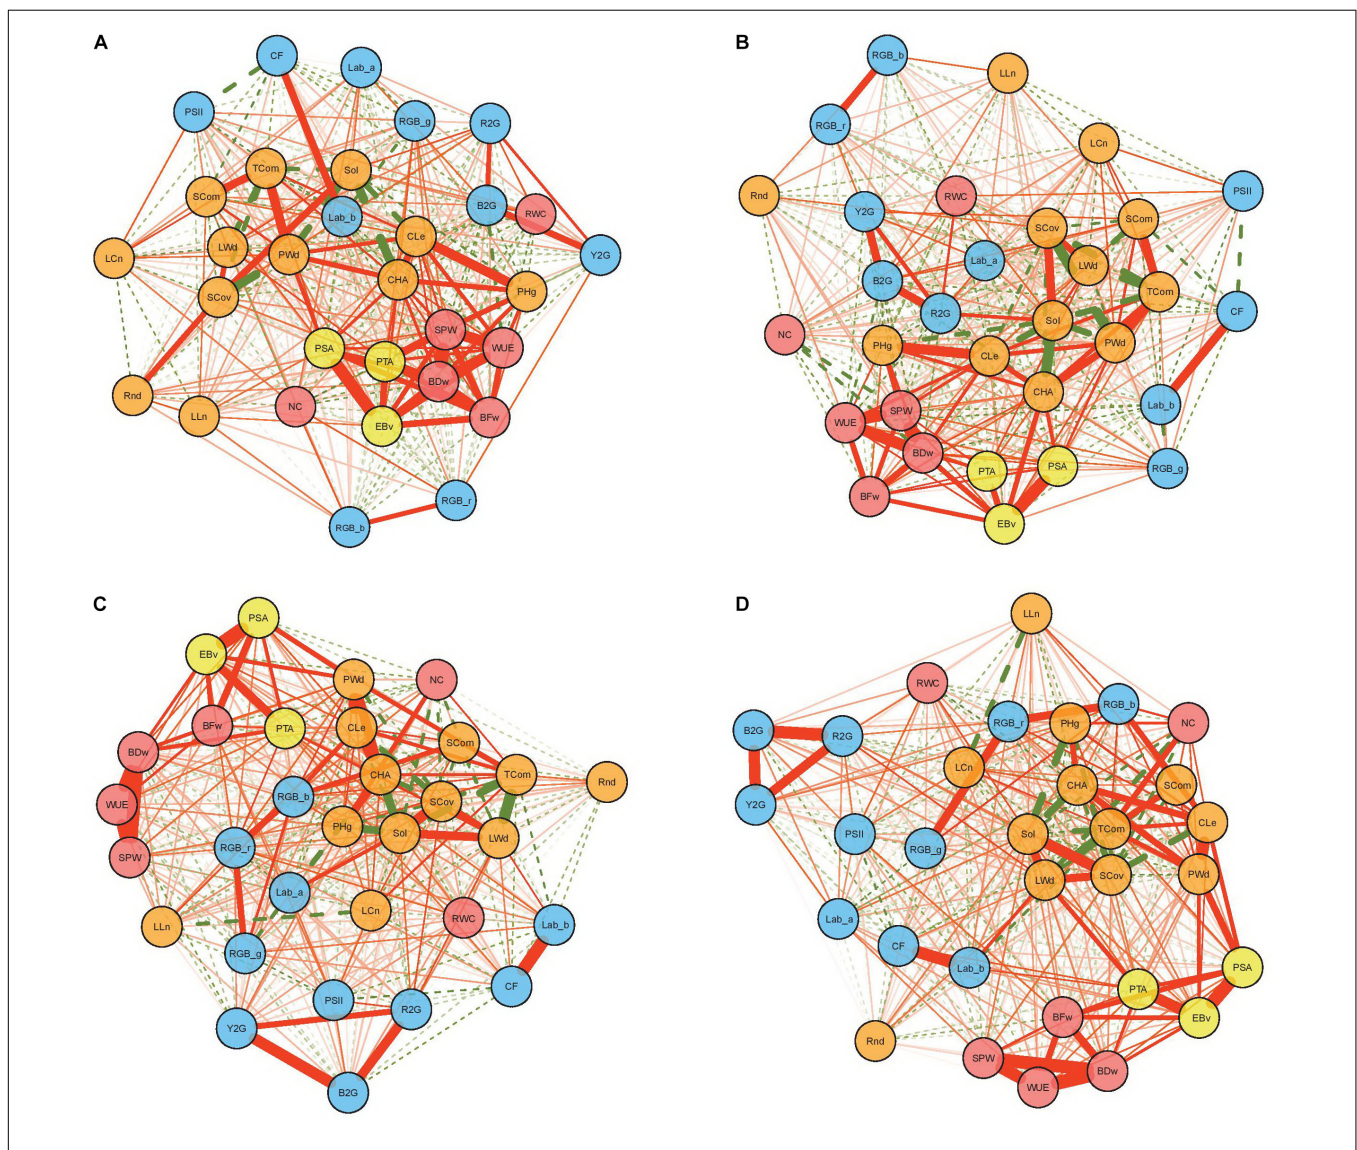 A
CF
Lab_a
PSII
RGB_g
R2G
TCom
Sol
SCom
Lab_b
B2G
RWC
LWd
PWd
CLe
Y2G
LCn
CHA
SCov
PHg
SPW
PSA
PTA
WUE
BDw
Rnd
LLn
NC
EBv
BFw
RGB_r
RGB_b
B
RGB_b
LLn
RGB_r
LCn
Rnd
RWC
PSII
Y2G
SCov
SCom
Lab_a
LWd
B2G
TCom
R2G
Sol
CF
NC
PHg
CLe
PWd
CHA
Lab_b
SPW
WUE
BDw
PTA
PSA
RGB_g
BFw
EBv
C
PSA
EBv
PWd
NC
BFw
PTA
CLe
SCom
BDw
CHA
TCom
Rnd
RGB_b
SCov
WUE
PHg
Sol
LWd
RGB_r
SPW
Lab_a
LCn
RWC
LLn
Lab_b
RGB_g
CF
PSII
R2G
Y2G
B2G
D
LLn
RWC
RGB_b
B2G
R2G
RGB_r
PHg
NC
LCn
CHA
SCom
Y2G
PSII
RGB_g
Sol
TCom
CLe
LWd
SCov
PWd
Lab_a
CF
Lab_b
PSA
PTA
BFw
EBv
Rnd
SPW
WUE
BDw